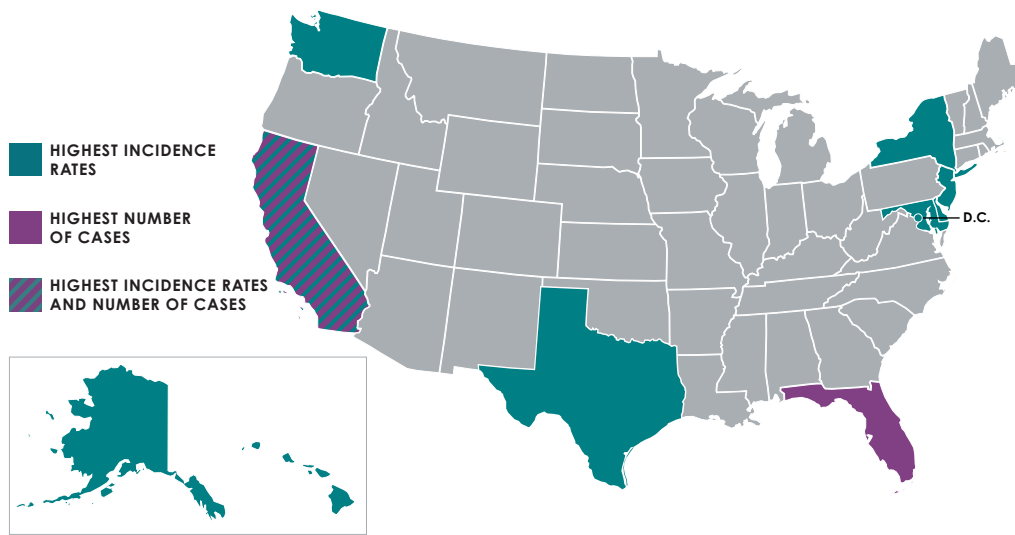 HIGHEST INCIDENCE
RATES
HIGHEST NUMBER
OF CASES
HIGHEST INCIDENCE RATES
AND NUMBER OF CASES
D.C.